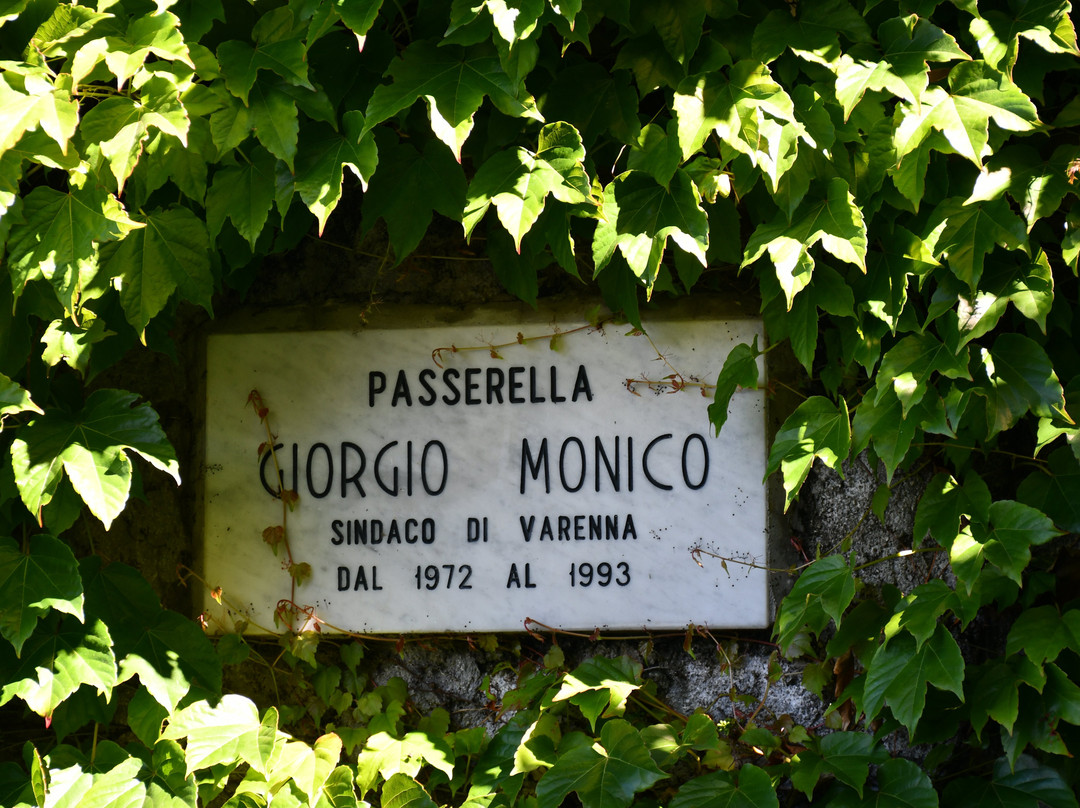 PASSERELLA
GIORGIO MONICO
SINDACO DI VARENNA
DAL 1972 AL 1993